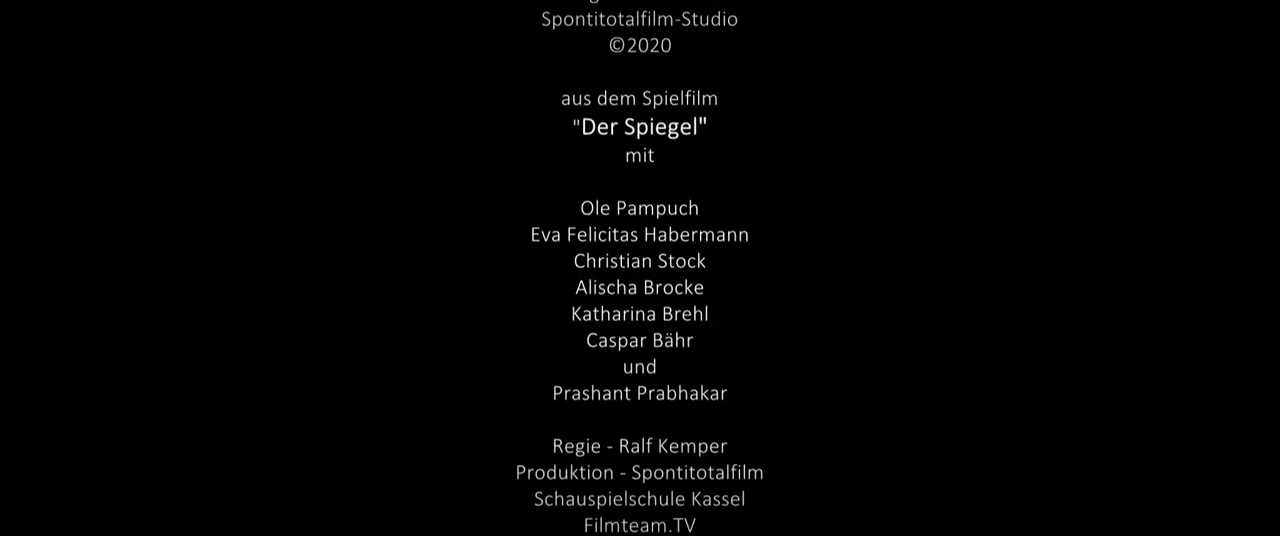 Spontitotalfilm-Studio
©2020
aus dem Spielfilm
"Der Spiegel"
mit
Ole Pampuch
Eva Felicitas Habermann
Christian Stock
Alischa Brocke
Katharina Brehl
Caspar Bähr
und
Prashant Prabhakar
Regie - Ralf Kemper
Produktion - Spontitotalfilm
Schauspielschule Kassel
Filmteam.TV